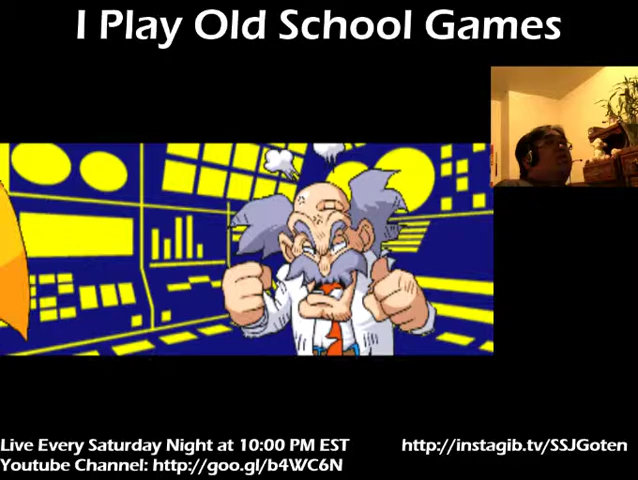 I Play Old School Games
Live Every Saturday Night at 10:00 PM EST
http://instagib.tv/SSJGoten
Youtube Channel: http://goo.gl/b4WC6N